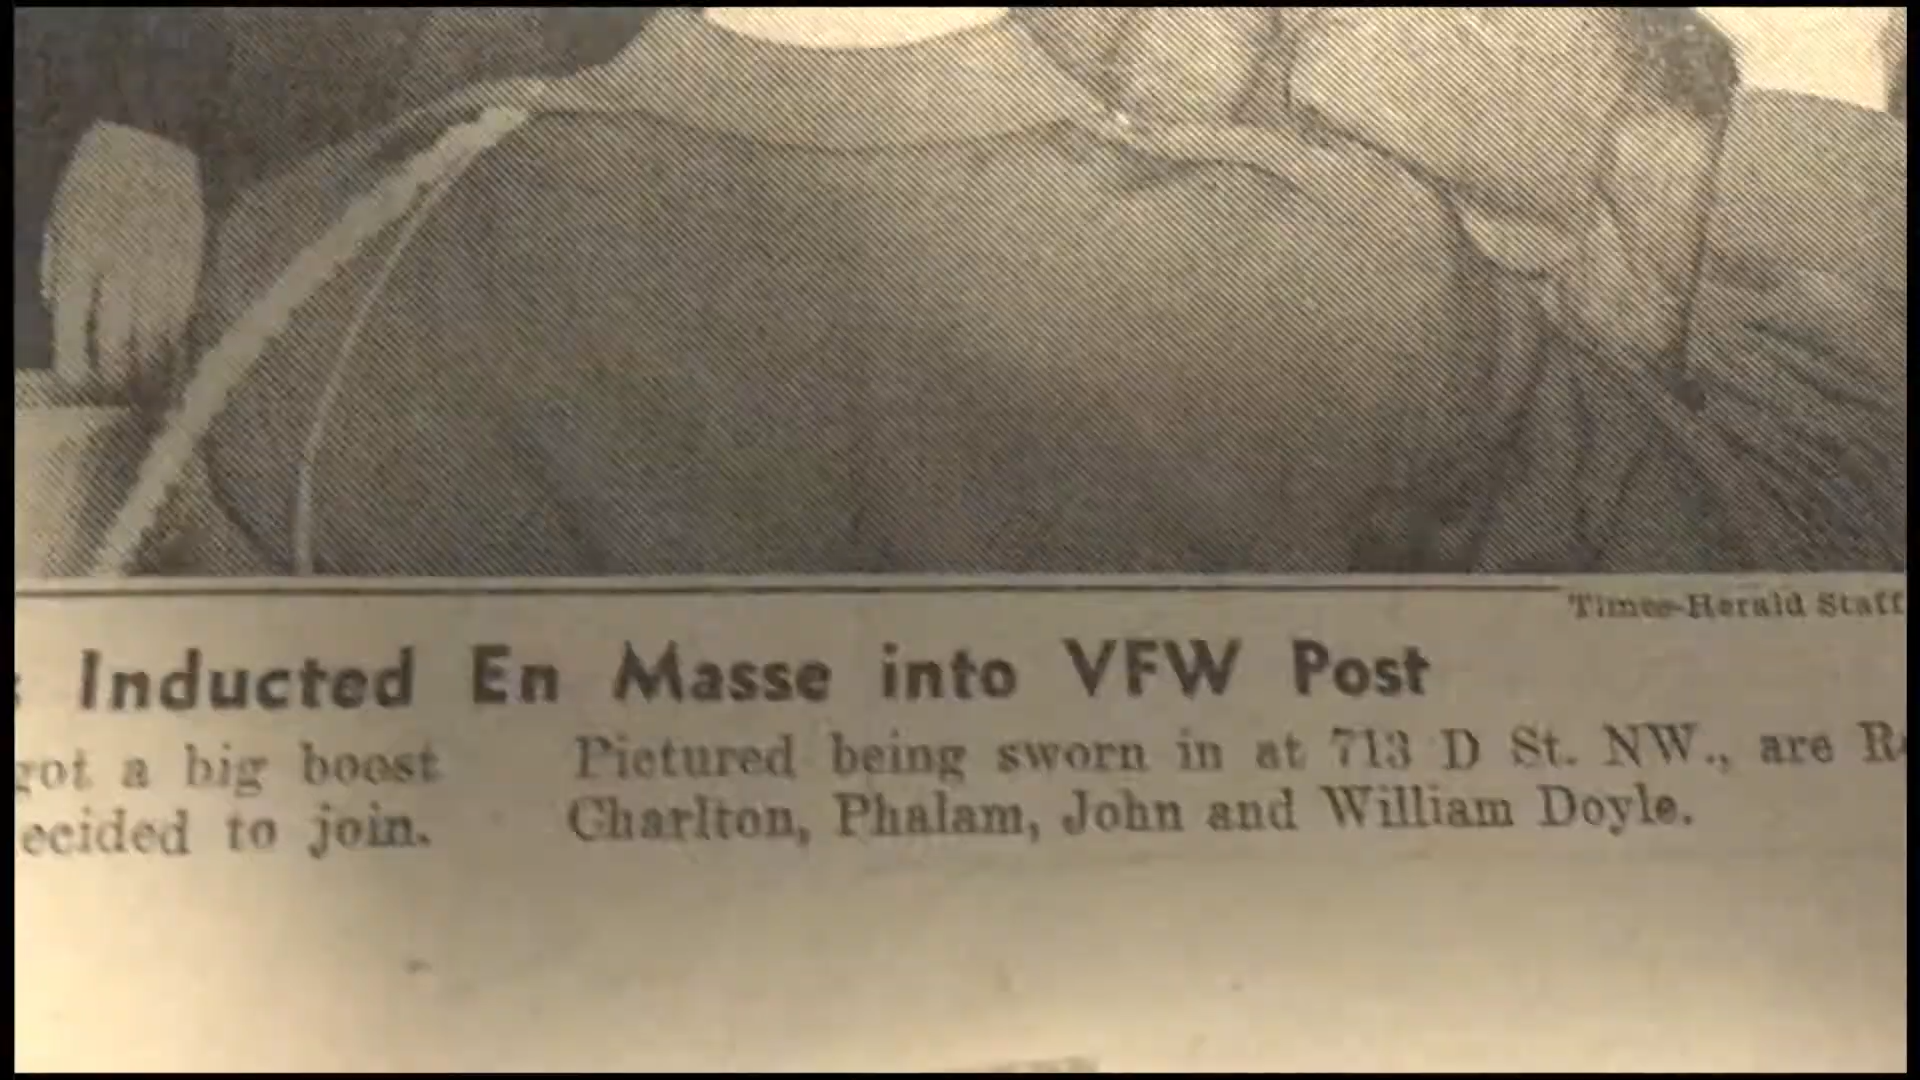 Times-Herald Staff
Inducted En Masse into VFW Post
got a big boost
ecided to join.
Pictured being sworn in at 713 D St. NW., are R
Charlton, Phalam, John and William Doyle.